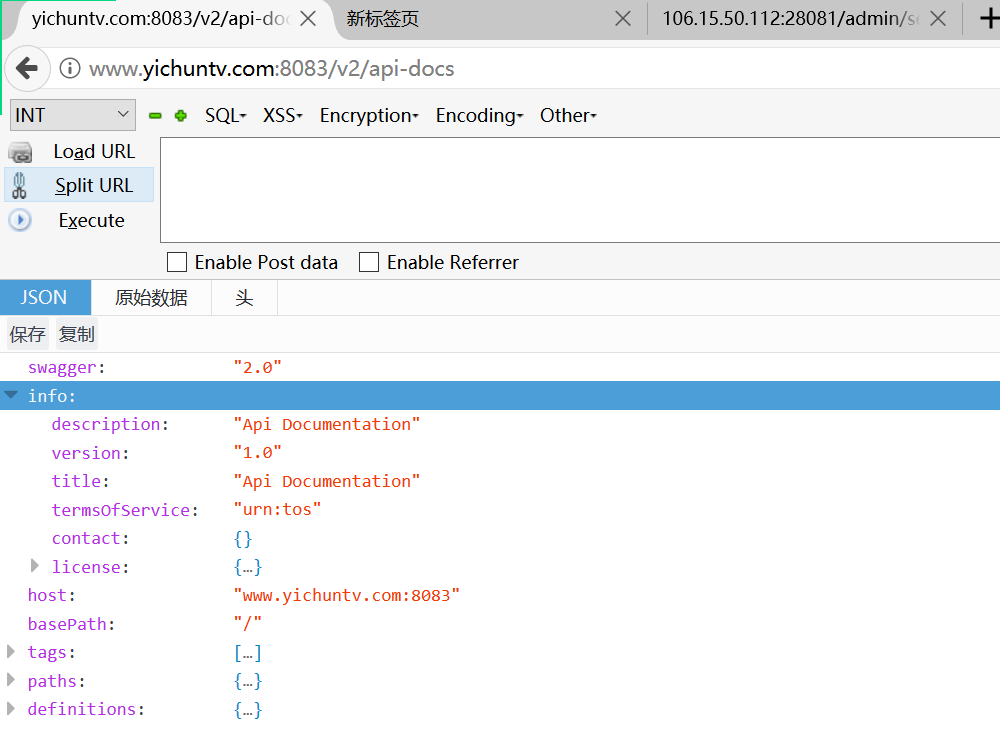 yichuntv.com:8083/v2/api-do
新标签页
106.15.50.112:28081/admin/s
www.yichuntv.com:8083/v2/api-docs
INT SQL XSS Encryption Encoding Other
Load URL
Split URL
Execute
Enable Post data Enable Referrer
JSON 原始数据 头
保存 复制
swagger: "2.0"
info:
description: "Api Documentation"
version: "1.0"
title: "Api Documentation"
termsOfService: "urn:tos"
contact: {}
license: {…}
host: "www.yichuntv.com:8083"
basePath: "/"
tags: […]
paths: {…}
definitions: {…}